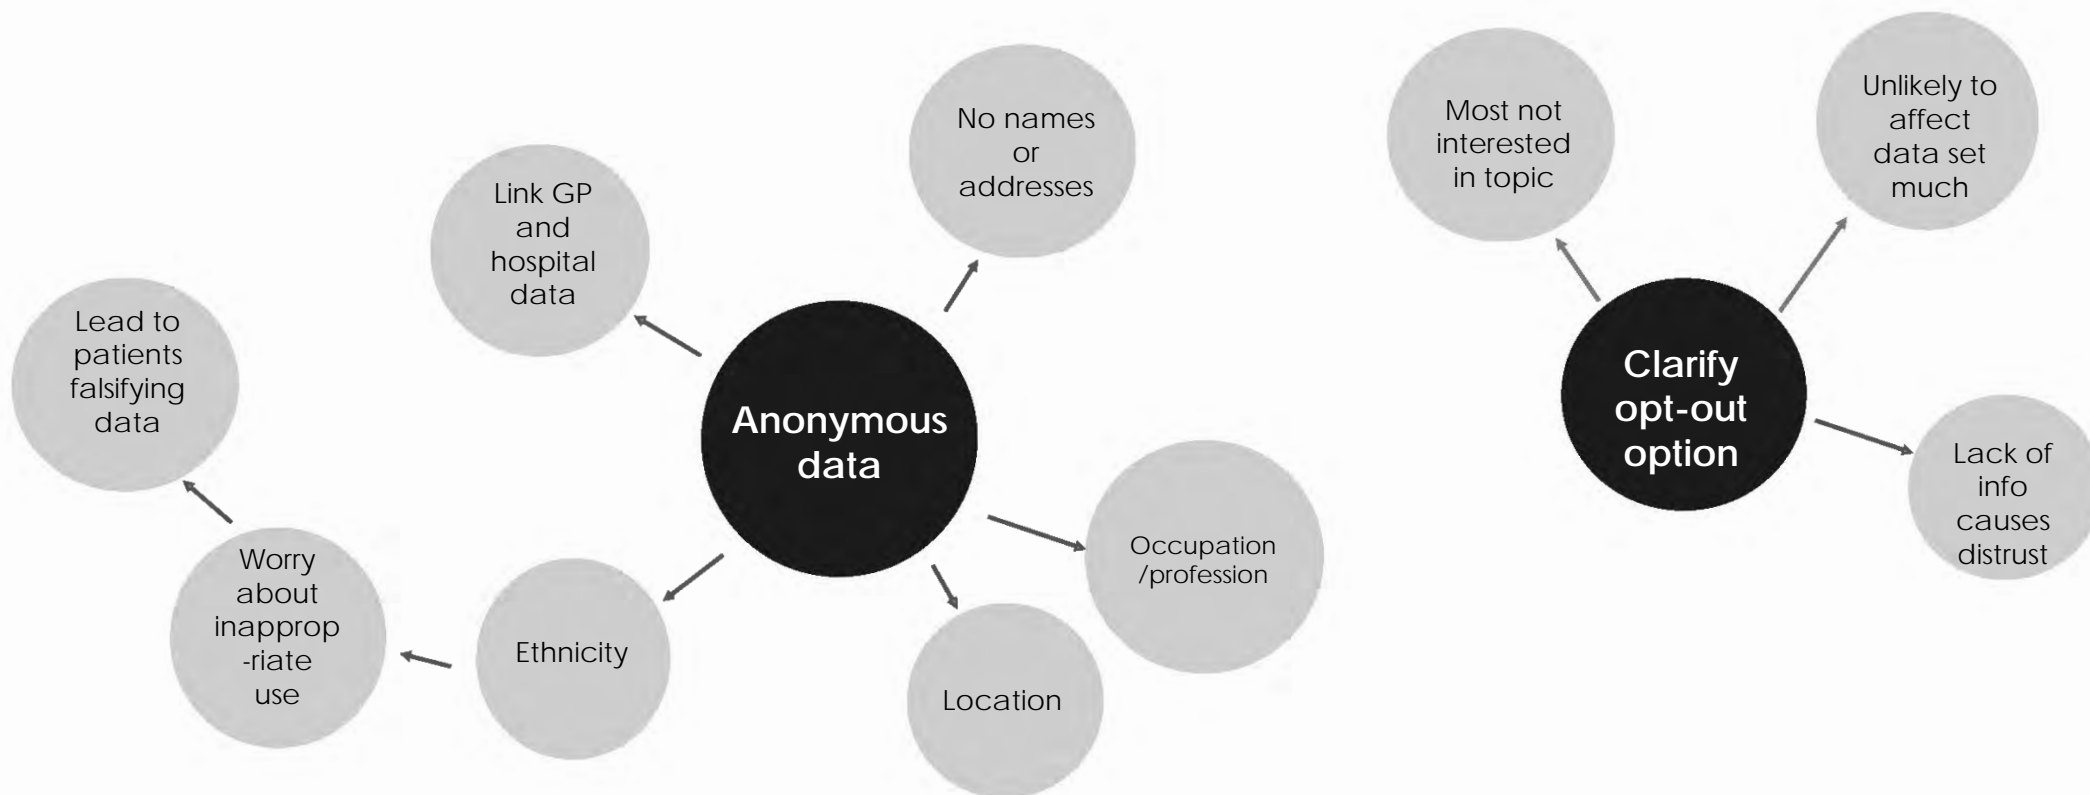 No names
or
addresses
Link GP
and
hospital
data
Lead to
patients
falsifying
data
Anonymous
data
Worry
about
inapprop
-riate
use
Ethnicity
Location
Occupation
/profession
Most not
interested
in topic
Unlikely to
affect
data set
much
Clarify
opt-out
option
Lack of
info
causes
distrust